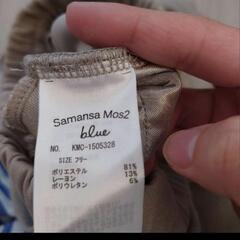 Samansa Mos2
blue
NO. KMC-1505328
SIZE フリー
ポリエステル 81%
レーヨン 13%
ポリウレタン 6%